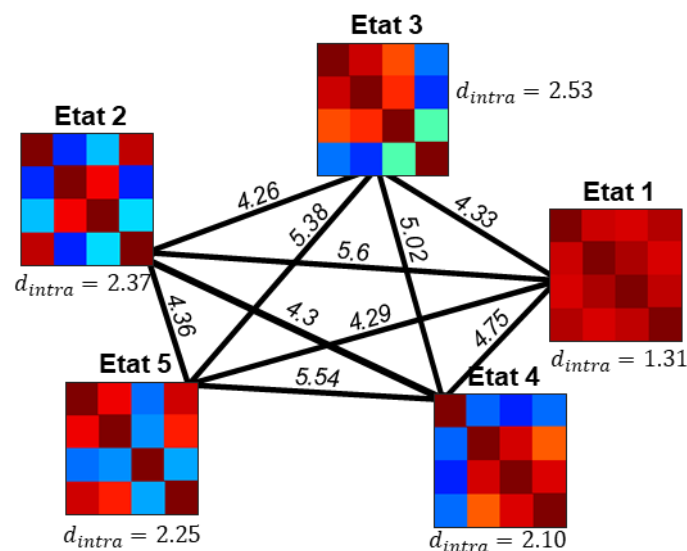 Etat 3
d_intra = 2.53
Etat 2
d_intra = 2.37
Etat 1
d_intra = 1.31
4.26
5.38
5.02
4.33
5.6
4.36
4.3
4.29
4.75
5.54
Etat 5
d_intra = 2.25
Etat 4
d_intra = 2.10